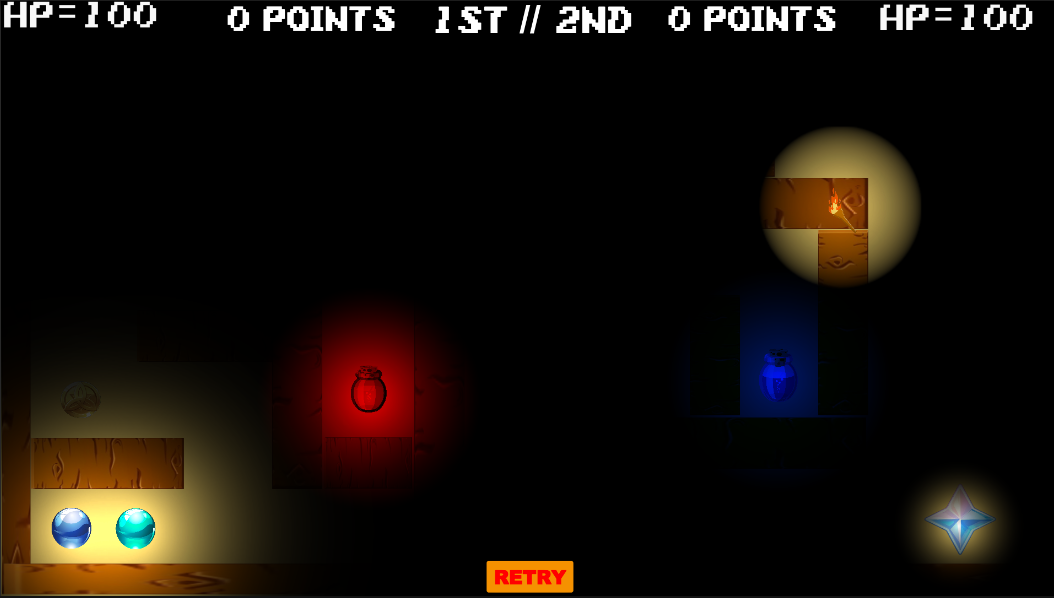 HP=100 0 POINTS 1ST // 2ND 0 POINTS HP=100
RETRY